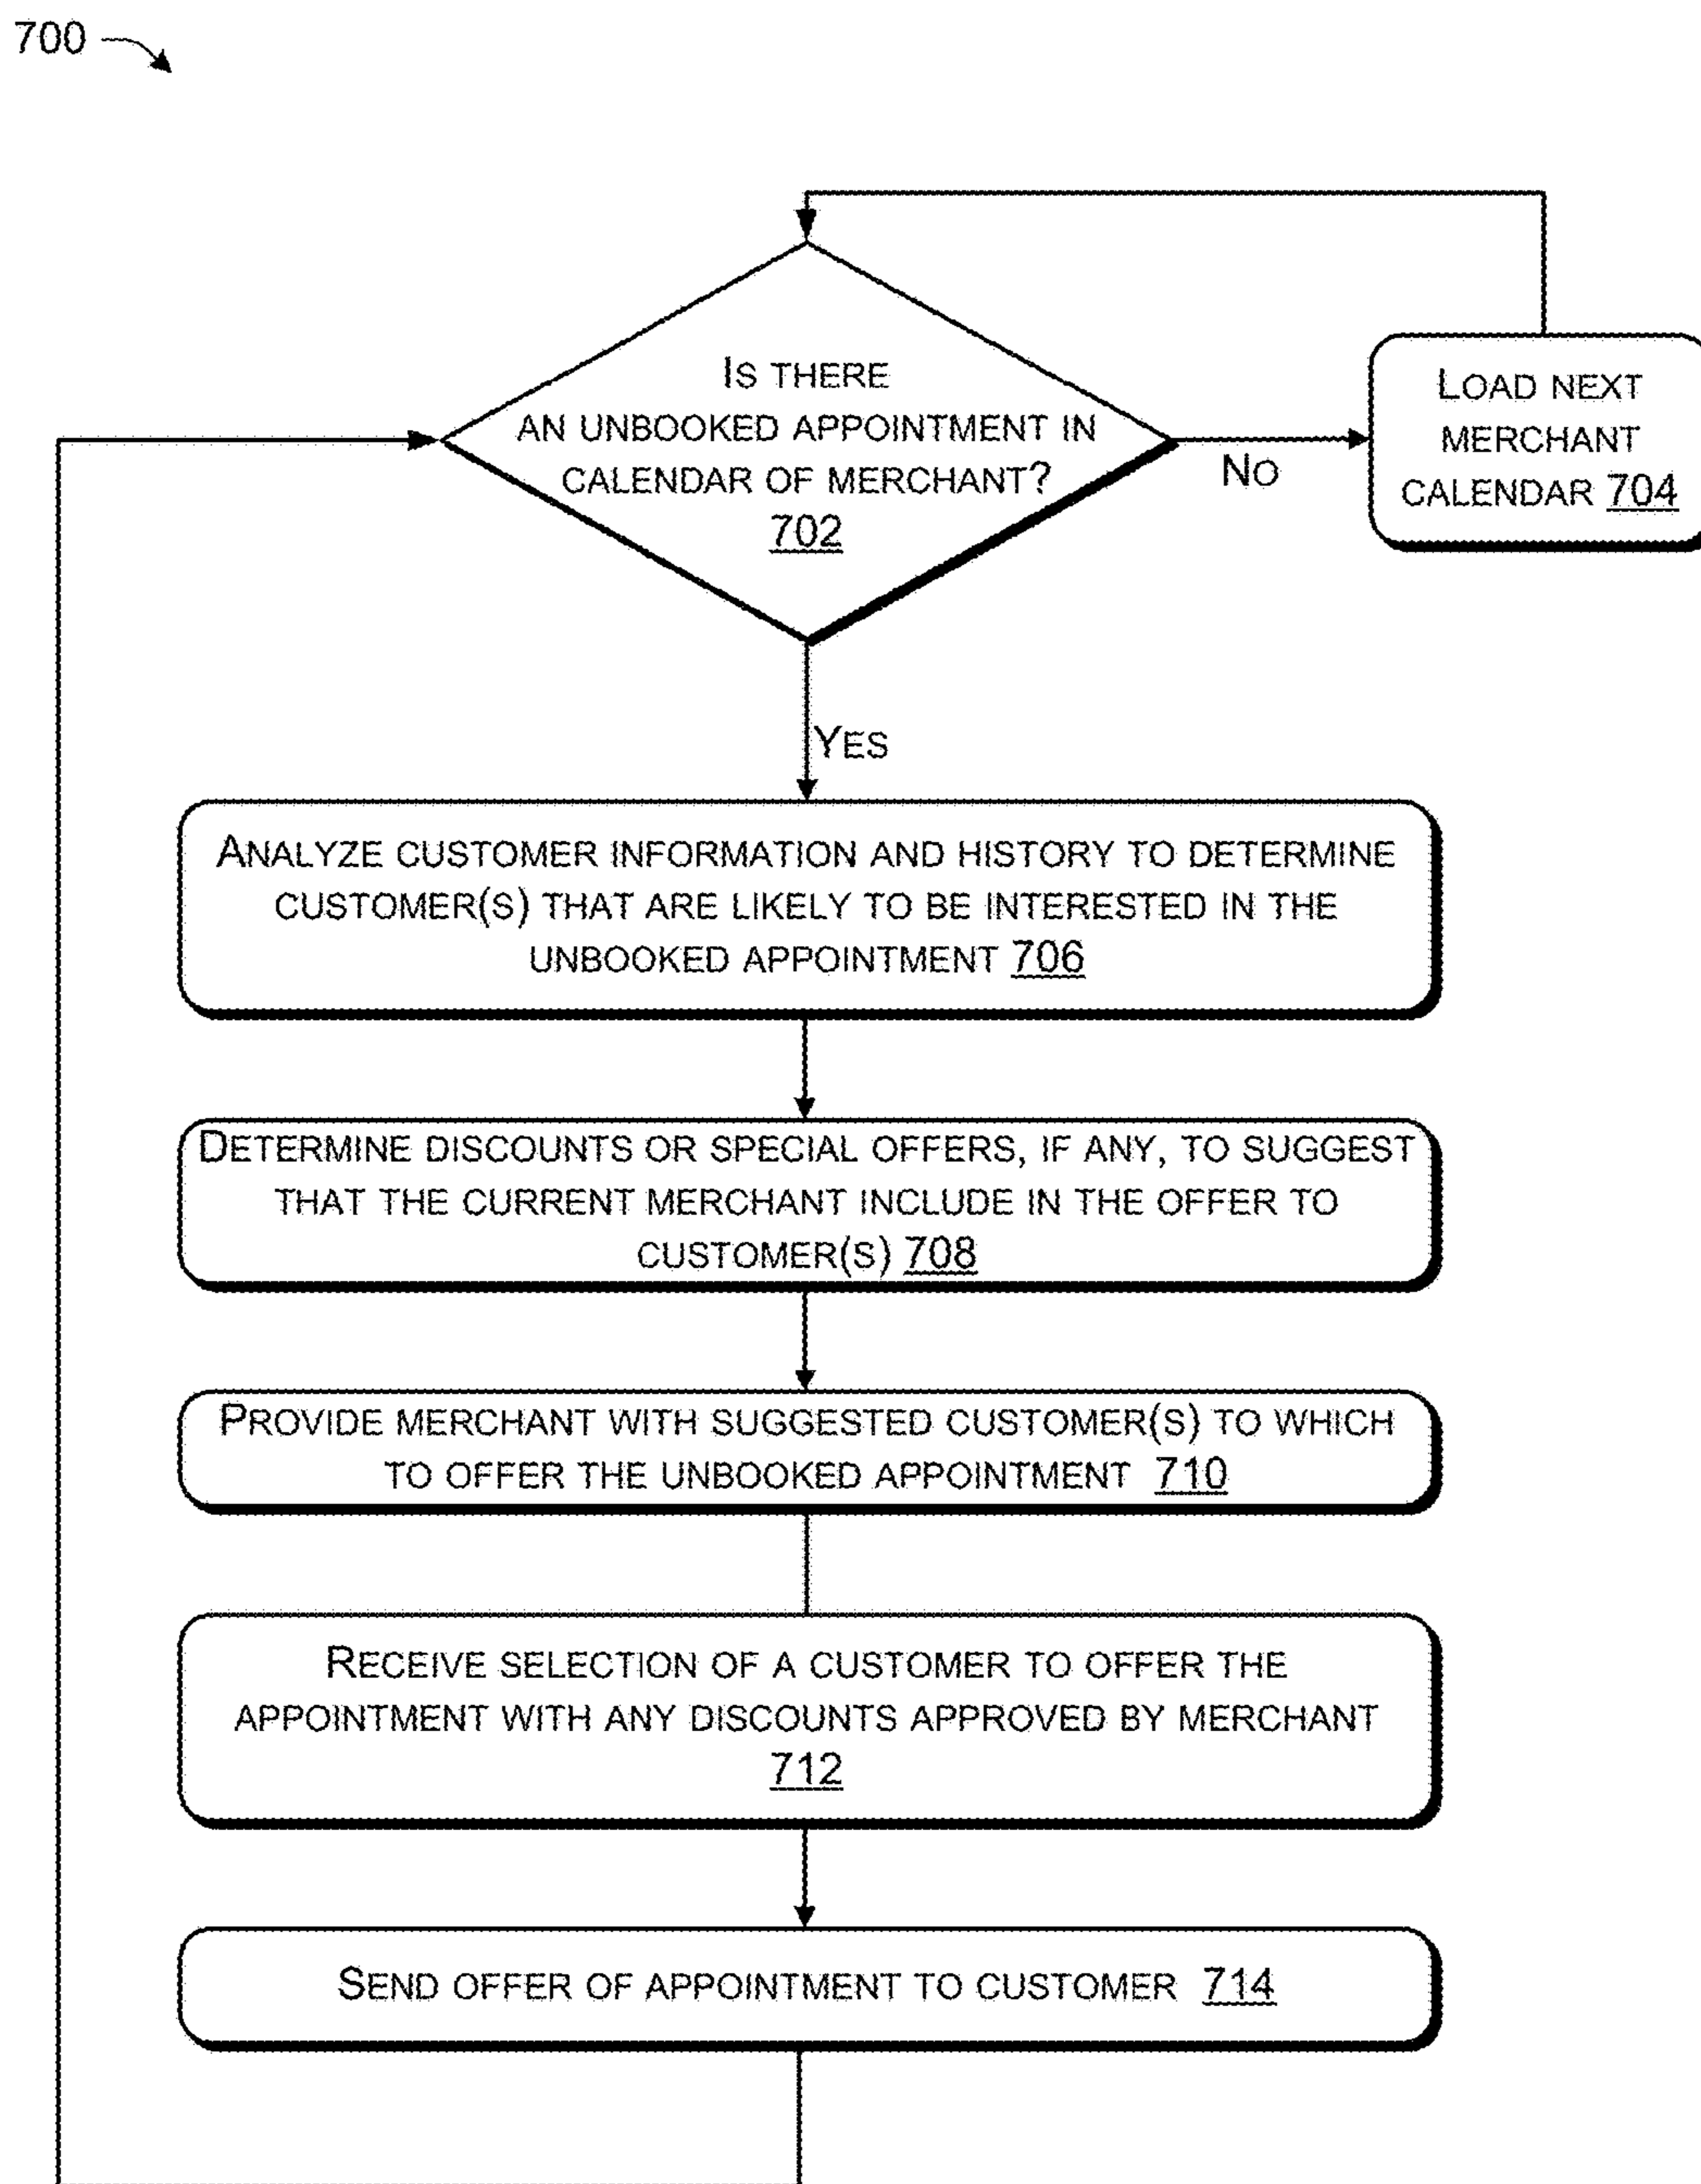 700
Is there
an unbooked appointment in
calendar of merchant?
702
No
Load next
merchant
calendar 704
Yes
Analyze customer information and history to determine
customer(s) that are likely to be interested in the
unbooked appointment 706
Determine discounts or special offers, if any, to suggest
that the current merchant include in the offer to
customer(s) 708
Provide merchant with suggested customer(s) to which
to offer the unbooked appointment 710
Receive selection of a customer to offer the
appointment with any discounts approved by merchant
712
Send offer of appointment to customer 714